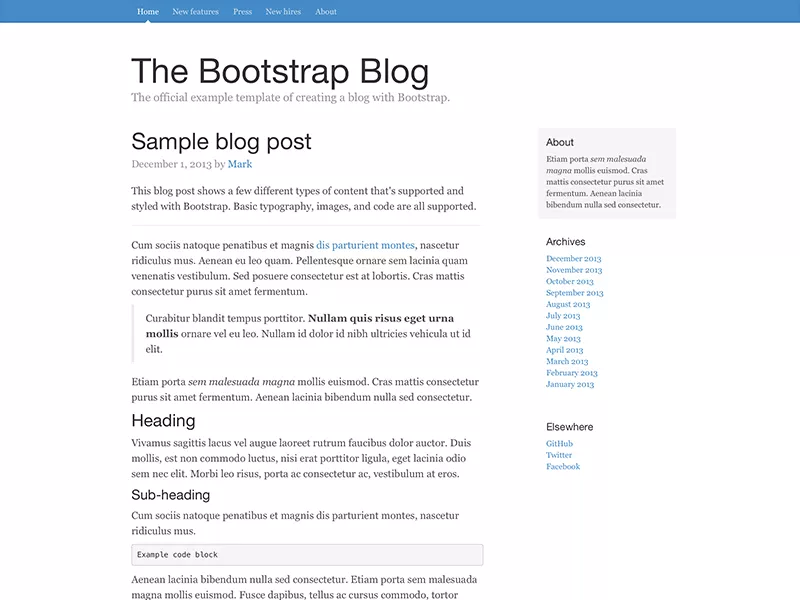 Home New features Press New hires About
The Bootstrap Blog
The official example template of creating a blog with Bootstrap.
Sample blog post
December 1, 2013 by Mark
This blog post shows a few different types of content that's supported and
styled with Bootstrap. Basic typography, images, and code are all supported.
Cum sociis natoque penatibus et magnis dis parturient montes, nascetur
ridiculus mus. Aenean eu leo quam. Pellentesque ornare sem lacinia quam
venenatis vestibulum. Sed posuere consectetur est at lobortis. Cras mattis
consectetur purus sit amet fermentum.
Curabitur blandit tempus porttitor. Nullam quis risus eget urna
mollis ornare vel eu leo. Nullam id dolor id nibh ultricies vehicula ut id
elit.
Etiam porta sem malesuada magna mollis euismod. Cras mattis consectetur
purus sit amet fermentum. Aenean lacinia bibendum nulla sed consectetur.
Heading
Vivamus sagittis lacus vel augue laoreet rutrum faucibus dolor auctor. Duis
mollis, est non commodo luctus, nisi erat porttitor ligula, eget lacinia odio
sem nec elit. Morbi leo risus, porta ac consectetur ac, vestibulum at eros.
Sub-heading
Cum sociis natoque penatibus et magnis dis parturient montes, nascetur
ridiculus mus.
Example code block
Aenean lacinia bibendum nulla sed consectetur. Etiam porta sem malesuada
magna mollis euismod. Fusce dapibus, tellus ac cursus commodo, tortor
About
Etiam porta sem malesuada
magna mollis euismod. Cras
mattis consectetur purus sit amet
fermentum. Aenean lacinia
bibendum nulla sed consectetur.
Archives
December 2013
November 2013
October 2013
September 2013
August 2013
July 2013
June 2013
May 2013
April 2013
March 2013
February 2013
January 2013
Elsewhere
GitHub
Twitter
Facebook